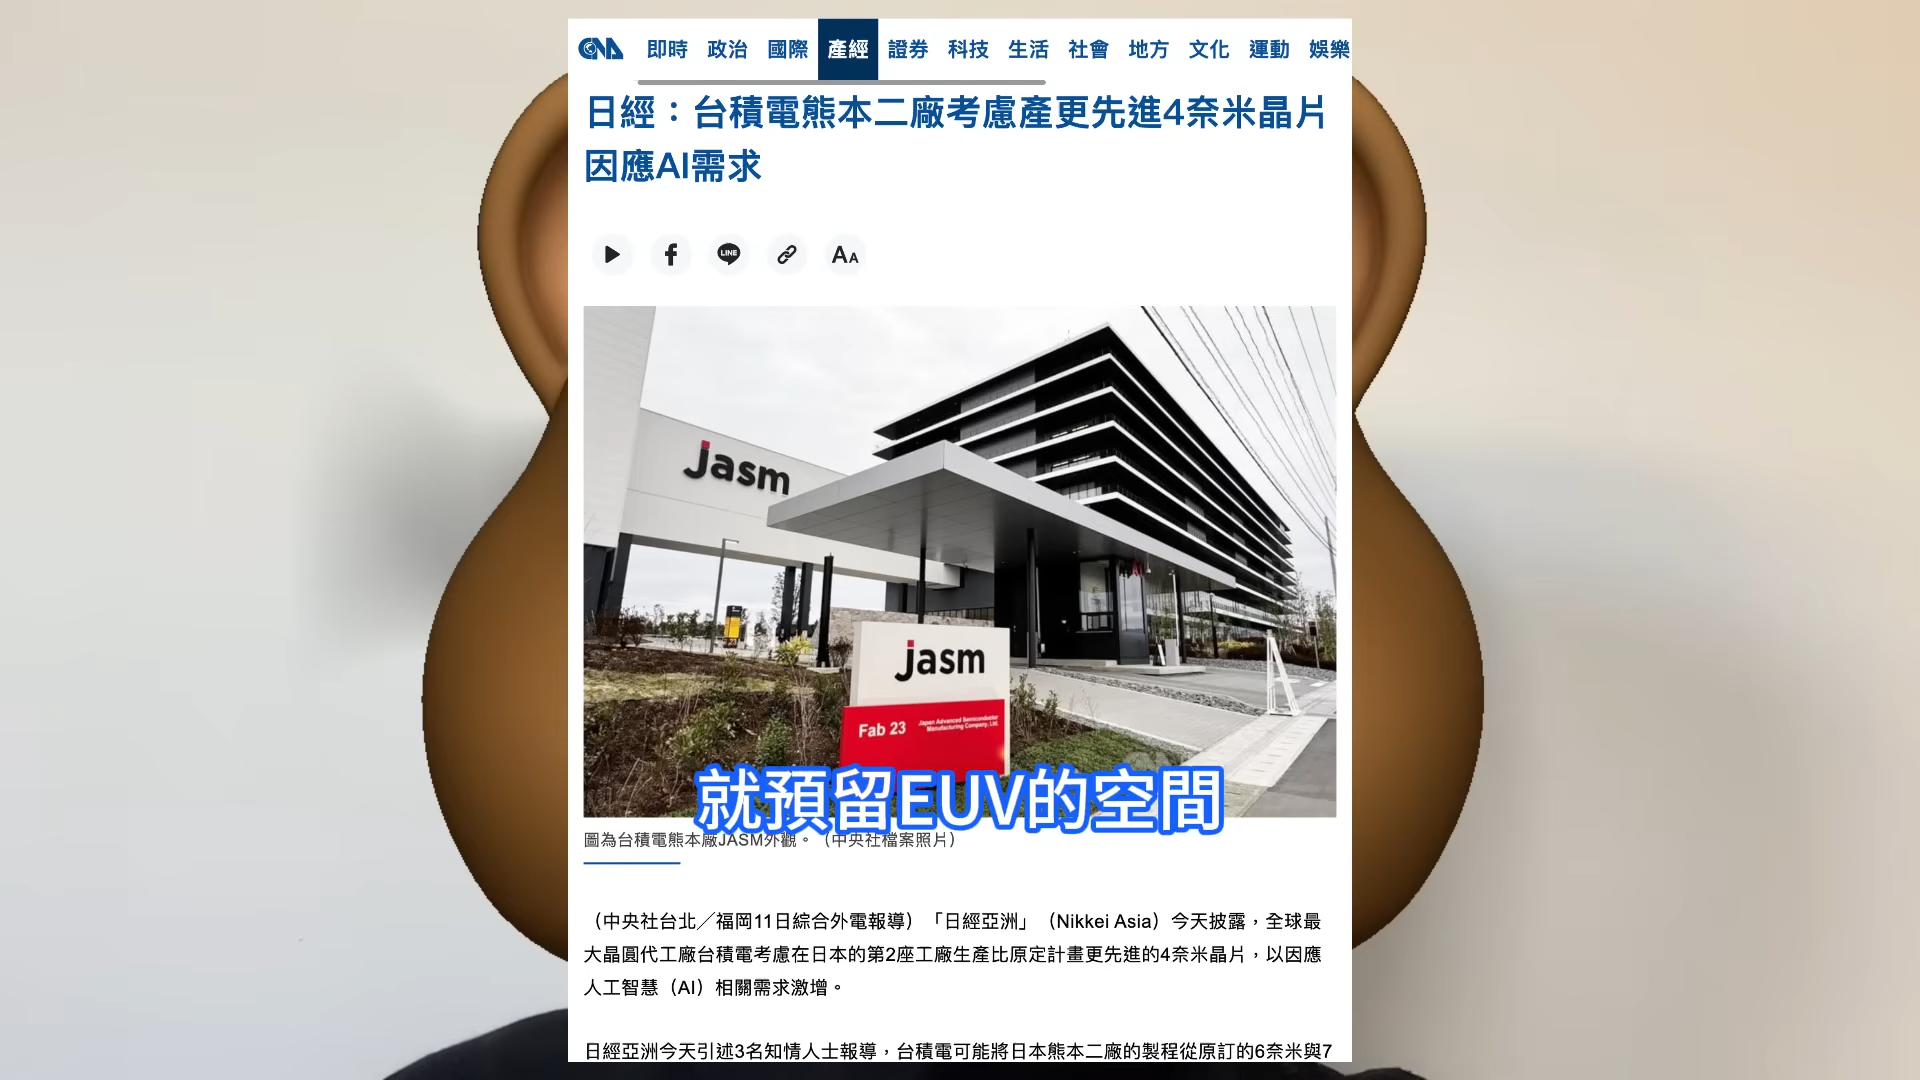 CNA 即時 政治 國際 產經 證券 科技 生活 社會 地方 文化 運動 娛樂
日經：台積電熊本二廠考慮產更先進4奈米晶片
因應AI需求
LINE
AA
jasm
jasm
Fab 23
Japan Advanced Semiconductor
Manufacturing Company, Ltd.
就預留EUV的空間
圖為台積電熊本廠JASM外觀。（中央社檔案照片）
（中央社台北／福岡11日綜合外電報導）「日經亞洲」（Nikkei Asia）今天披露，全球最
大晶圓代工廠台積電考慮在日本的第2座工廠生產比原定計畫更先進的4奈米晶片，以因應
人工智慧（AI）相關需求激增。
日經亞洲今天引述3名知情人士報導，台積電可能將日本熊本二廠的製程從原訂的6奈米與7